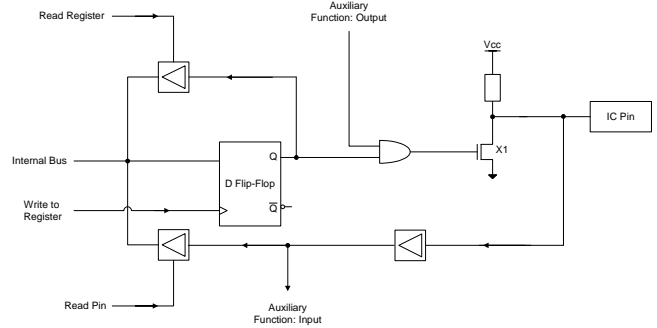 Read Register
Auxiliary
Function: Output
Vcc
IC Pin
X1
Internal Bus
Q
D Flip-Flop
Q̅
Write to
Register
Read Pin
Auxiliary
Function: Input